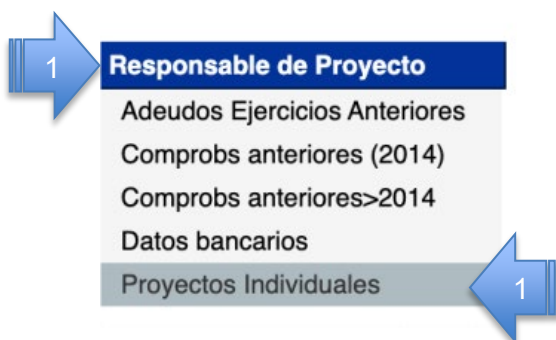 1
Responsable de Proyecto
Adeudos Ejercicios Anteriores
Comprobs anteriores (2014)
Comprobs anteriores>2014
Datos bancarios
Proyectos Individuales
1